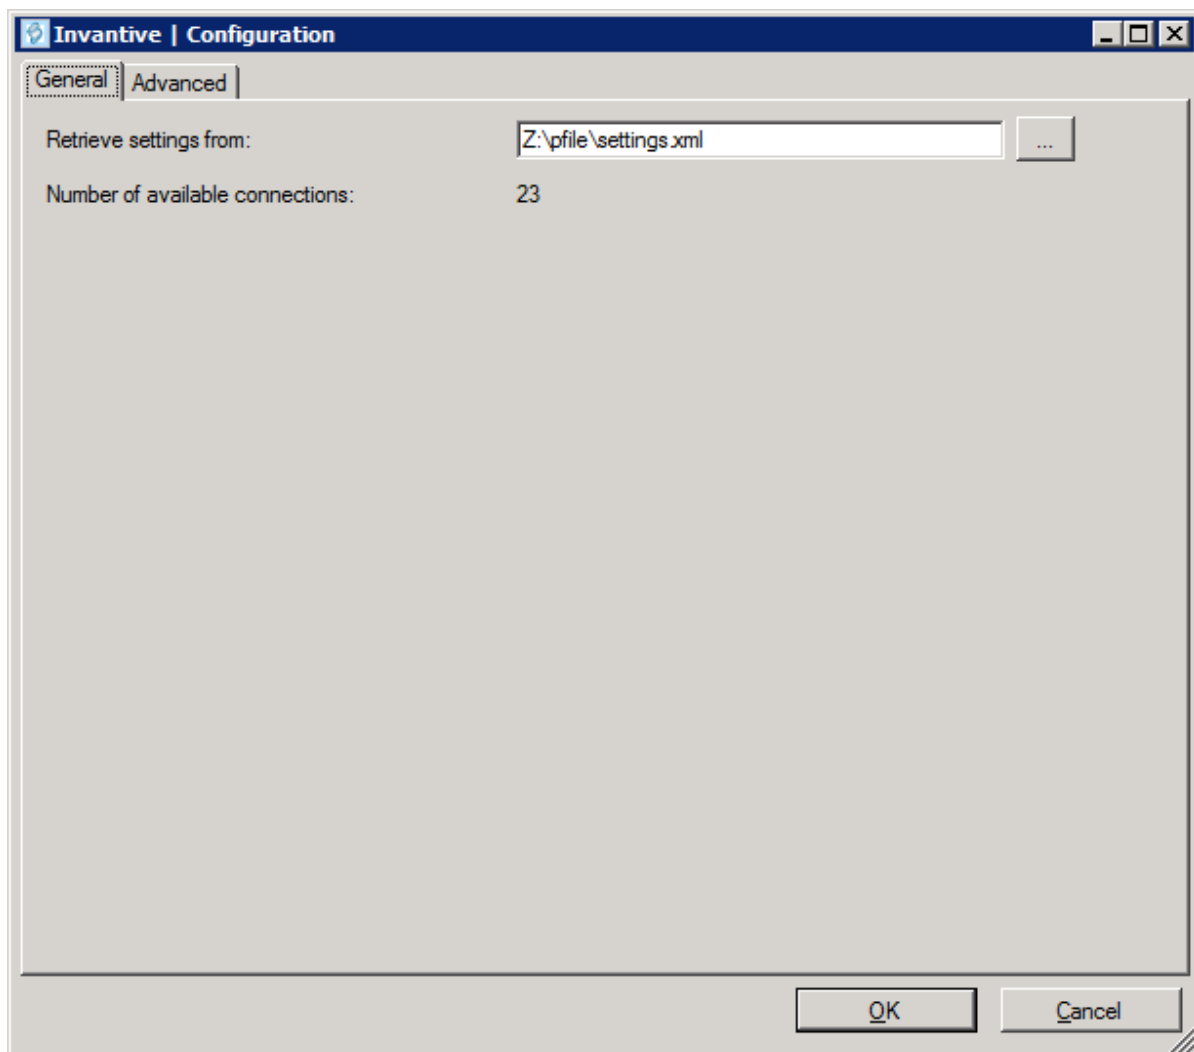 Invantive | Configuration
General Advanced
Retrieve settings from: Z:\pfile\settings.xml ...
Number of available connections: 23
OK Cancel